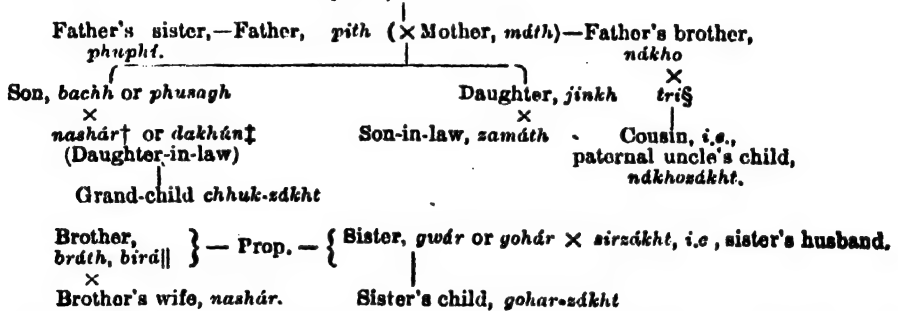 Father's sister,—Father, pith (× Mother, máth)—Father's brother,
phuphí. nákho
×
Son, bachh or phusagh Daughter, jinkh tri§
× ×
nashár† or dakhún‡ Son-in-law, zamáth Cousin, i.e.,
(Daughter-in-law) paternal uncle's child,
nákhozákht.
Grand-child chhuk-zákht
Brother, } — Prop. — { Sister, gwár or gohár × sirzákht, i.e, sister's husband.
bráth, birá||
×
Brother's wife, nashár. Sister's child, gohar-zákht